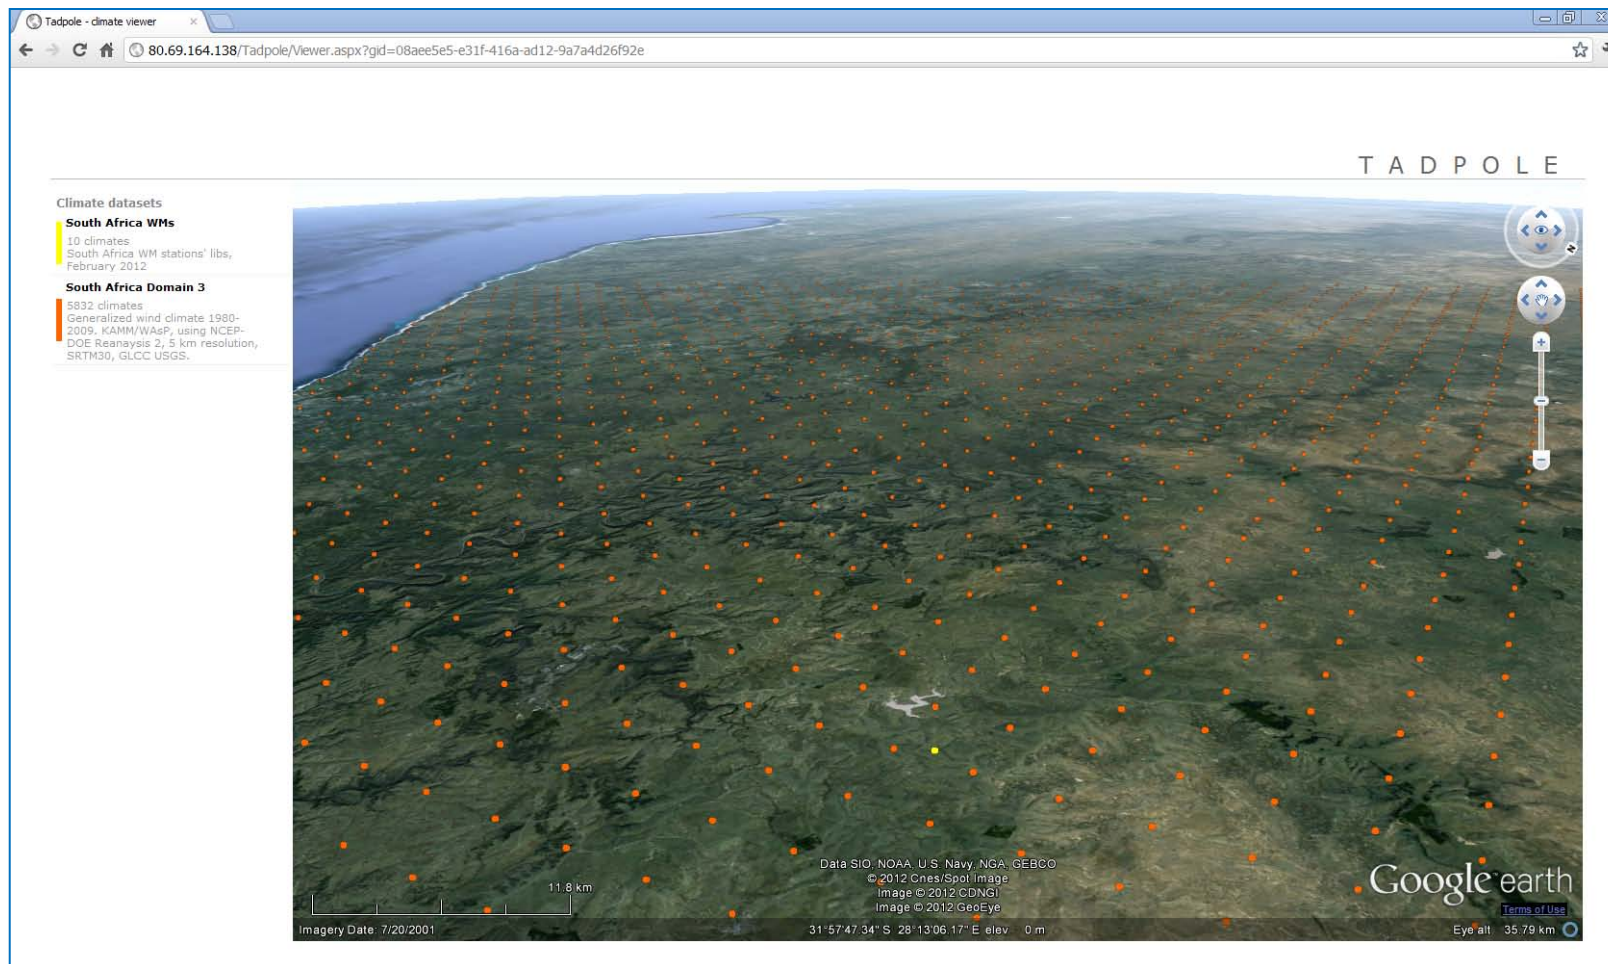 Tadpole - climate viewer
80.69.164.138/Tadpole/Viewer.aspx?gid=08aee5e5-e31f-416a-ad12-9a7a4d26f92e
TADPOLE
Climate datasets
South Africa WMs
10 climates
South Africa WM stations' libs,
February 2012
South Africa Domain 3
5832 climates
Generalized wind climate 1980-
2009. KAMM/WAsP, using NCEP-
DOE Reanaysis 2, 5 km resolution,
SRTM30, GLCC USGS.
N
11.8 km
Data SIO, NOAA, U.S. Navy, NGA, GEBCO
© 2012 Cnes/Spot Image
Image © 2012 CDNGI
Image © 2012 GeoEye
Google earth
Terms of Use
Imagery Date: 7/20/2001
31°57'47.34" S 28°13'06.17" E elev 0 m
Eye alt 35.79 km